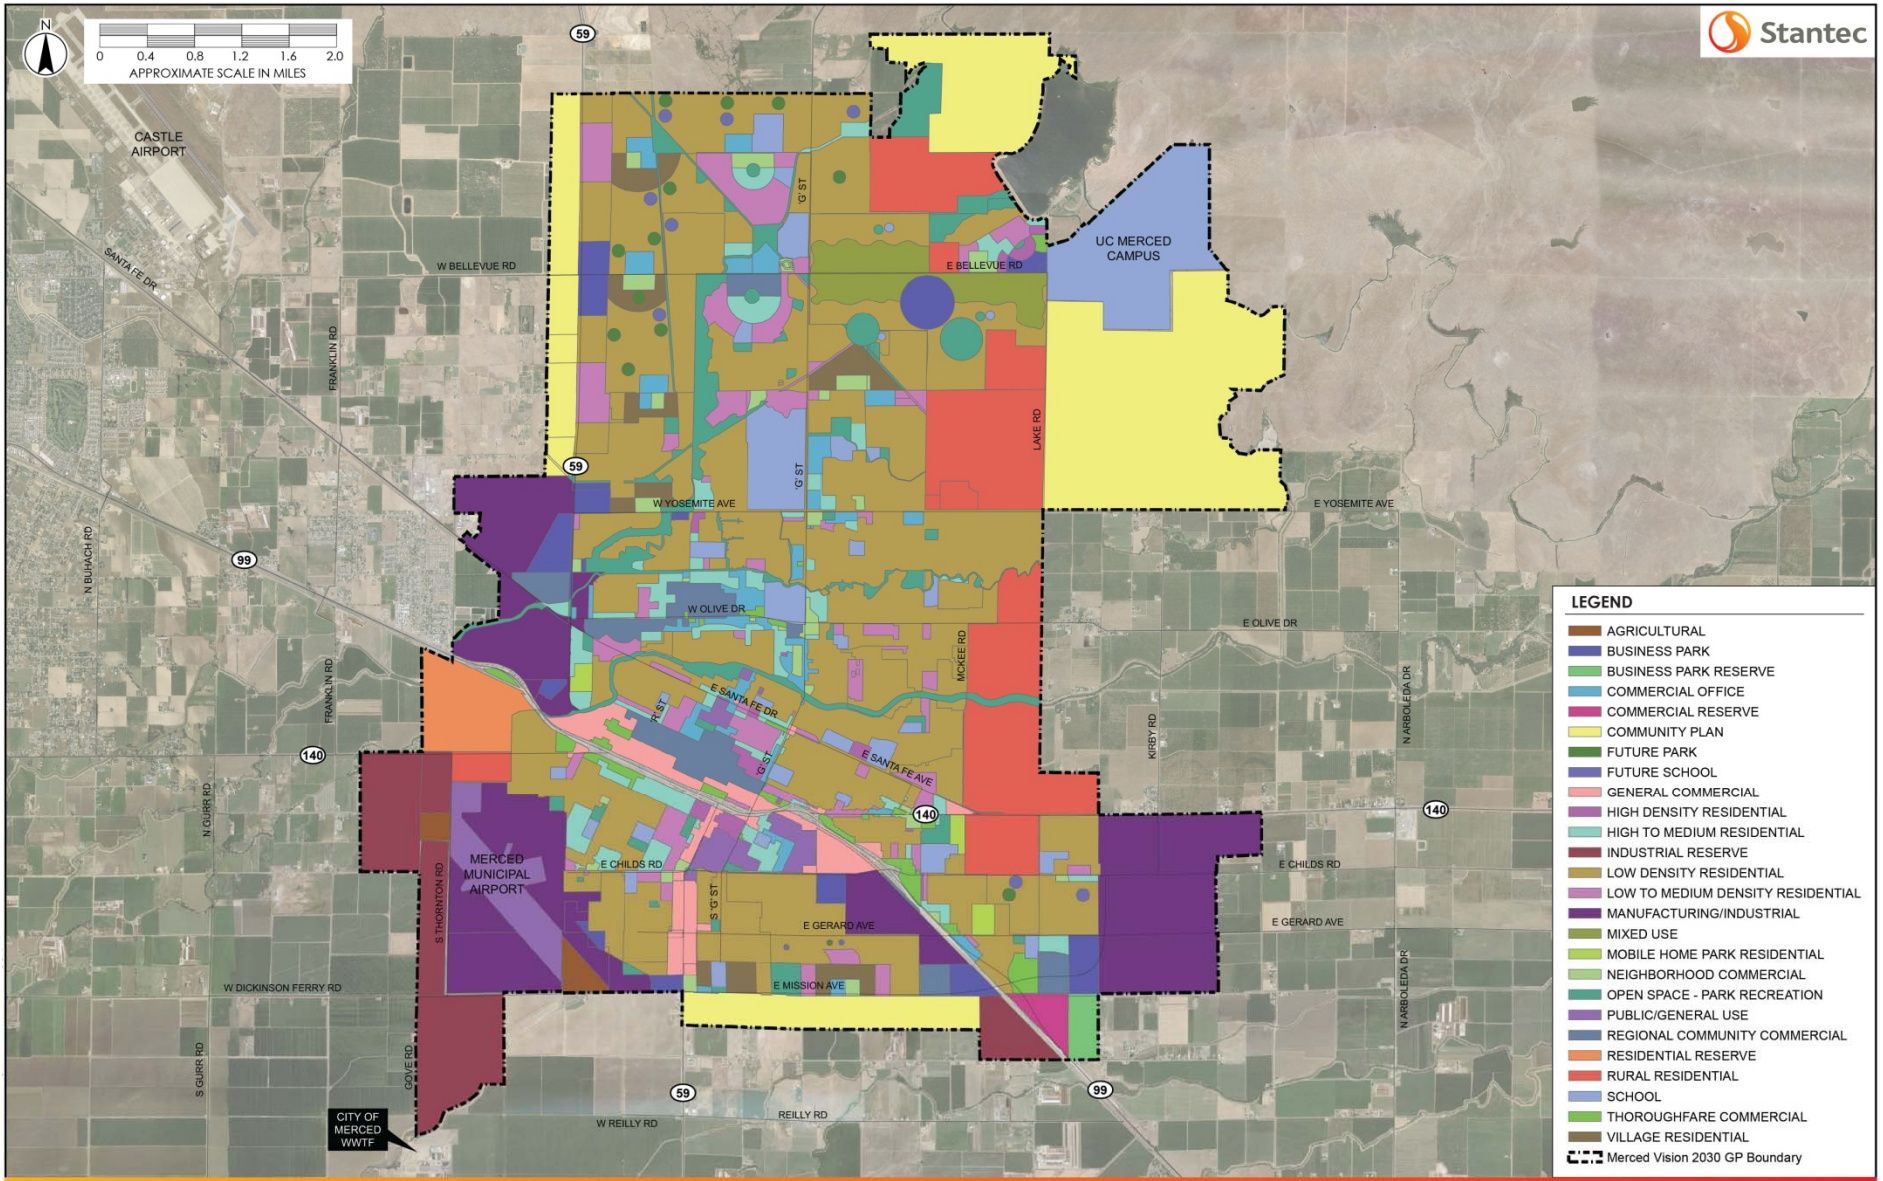 N
0 0.4 0.8 1.2 1.6 2.0
APPROXIMATE SCALE IN MILES
59
Stantec
CASTLE
AIRPORT
'G' ST
SANTA FE DR
W BELLEVUE RD
E BELLEVUE RD
UC MERCED
CAMPUS
FRANKLIN RD
LAKE RD
59
'G' ST
W YOSEMITE AVE
E YOSEMITE AVE
N BUHACH RD
99
W OLIVE DR
E OLIVE DR
MCKEE RD
FRANKLIN RD
'R' ST
E SANTA FE DR
N ARBOLEDA DR
KIRBY RD
140
'G' ST
E SANTA FE AVE
N GURR RD
140
140
MERCED
MUNICIPAL
AIRPORT
E CHILDS RD
E CHILDS RD
S THORNTON RD
S 'G' ST
E GERARD AVE
E GERARD AVE
W DICKINSON FERRY RD
E MISSION AVE
N ARBOLEDA DR
S GURR RD
GOVE RD
59
99
CITY OF
MERCED
WWTF
W REILLY RD
REILLY RD
LEGEND
AGRICULTURAL
BUSINESS PARK
BUSINESS PARK RESERVE
COMMERCIAL OFFICE
COMMERCIAL RESERVE
COMMUNITY PLAN
FUTURE PARK
FUTURE SCHOOL
GENERAL COMMERCIAL
HIGH DENSITY RESIDENTIAL
HIGH TO MEDIUM RESIDENTIAL
INDUSTRIAL RESERVE
LOW DENSITY RESIDENTIAL
LOW TO MEDIUM DENSITY RESIDENTIAL
MANUFACTURING/INDUSTRIAL
MIXED USE
MOBILE HOME PARK RESIDENTIAL
NEIGHBORHOOD COMMERCIAL
OPEN SPACE - PARK RECREATION
PUBLIC/GENERAL USE
REGIONAL COMMUNITY COMMERCIAL
RESIDENTIAL RESERVE
RURAL RESIDENTIAL
SCHOOL
THOROUGHFARE COMMERCIAL
VILLAGE RESIDENTIAL
Merced Vision 2030 GP Boundary